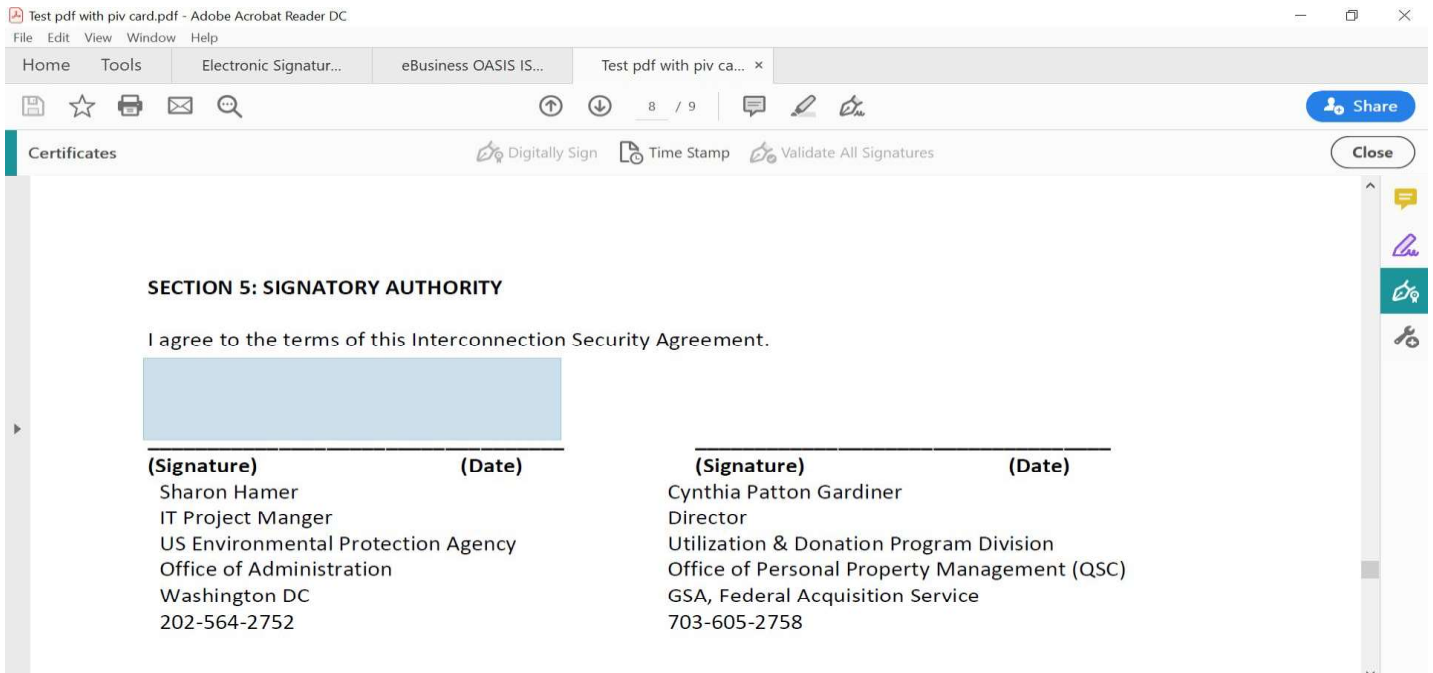 Test pdf with piv card.pdf - Adobe Acrobat Reader DC
File Edit View Window Help
Home Tools Electronic Signatur... eBusiness OASIS IS... Test pdf with piv ca... ×
8 / 9 Share
Certificates Digitally Sign Time Stamp Validate All Signatures Close
SECTION 5: SIGNATORY AUTHORITY
I agree to the terms of this Interconnection Security Agreement.
(Signature) (Date)
Sharon Hamer
IT Project Manger
US Environmental Protection Agency
Office of Administration
Washington DC
202-564-2752
(Signature) (Date)
Cynthia Patton Gardiner
Director
Utilization & Donation Program Division
Office of Personal Property Management (QSC)
GSA, Federal Acquisition Service
703-605-2758